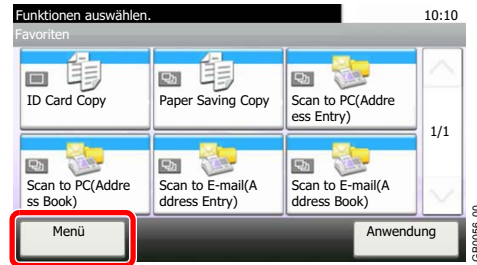 Funktionen auswählen. 10:10
Favoriten
ID Card Copy
Paper Saving Copy
Scan to PC(Addre
ess Entry)
1/1
Scan to PC(Addre
ss Book)
Scan to E-mail(A
ddress Entry)
Scan to E-mail(A
ddress Book)
Menü
Anwendung
GB0056_00